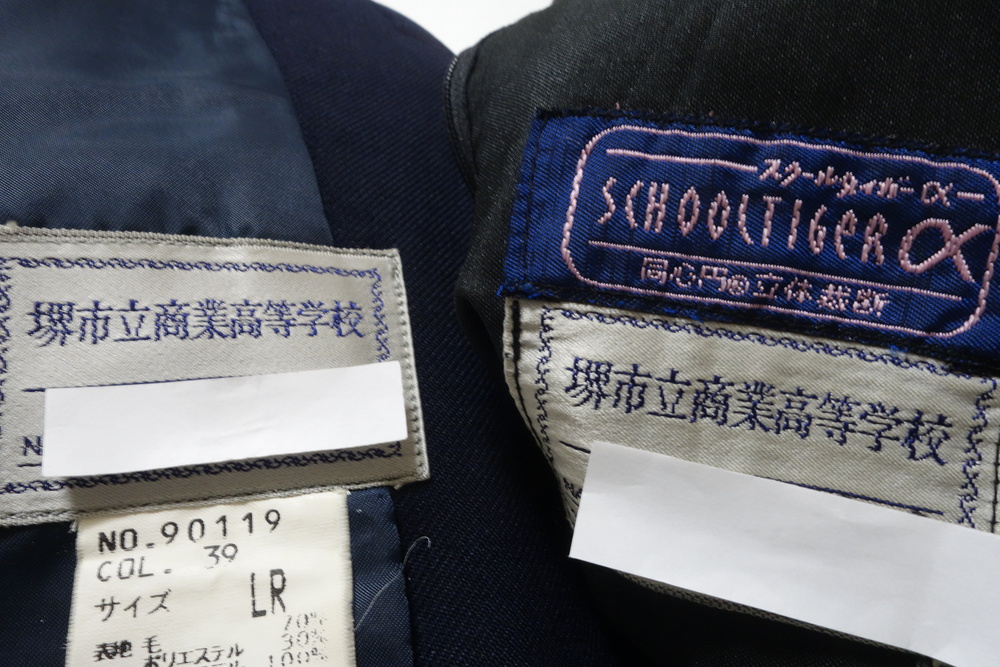 堺市立商業高等学校
N
NO.90119
COL. 39
サイズ LR
表地 毛 70%
ポリエステル 30%
100%
スクールタイガーα
SCHOOLTIGER α
同心円の立体裁断
堺市立商業高等学校